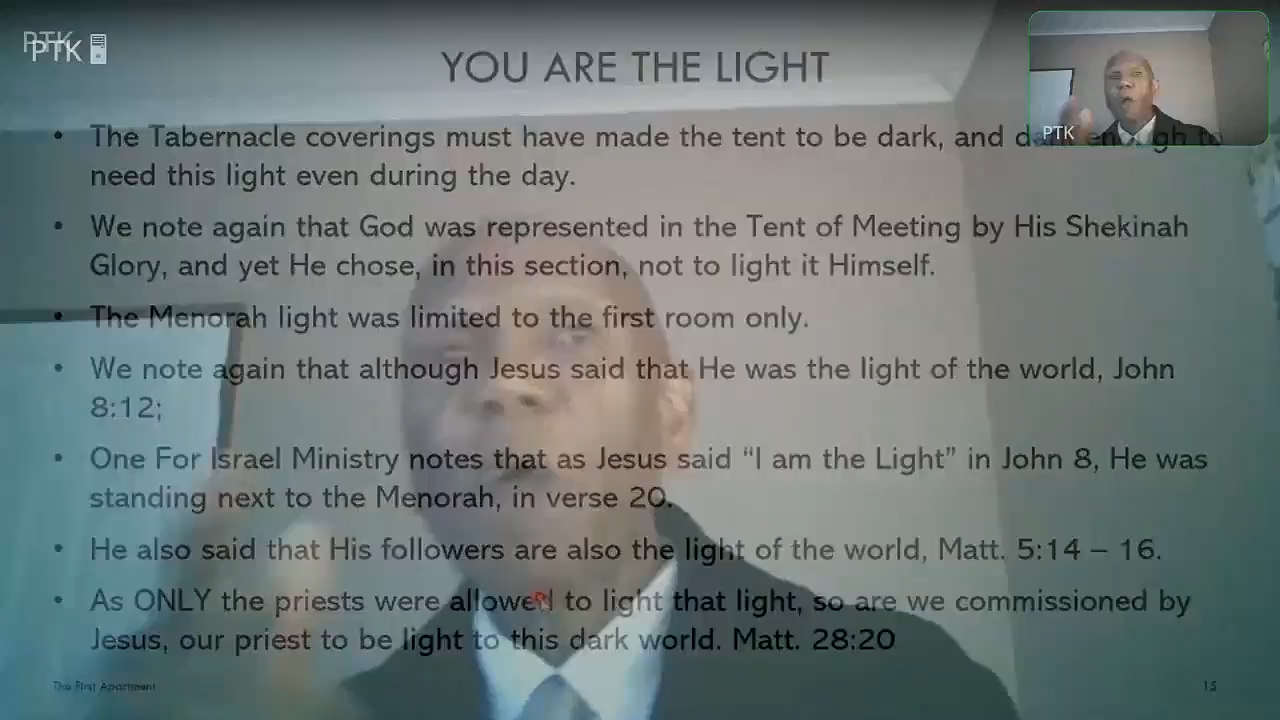 PTK
PTK
YOU ARE THE LIGHT
PTK
• The Tabernacle coverings must have made the tent to be dark, and dark enough to
need this light even during the day.
• We note again that God was represented in the Tent of Meeting by His Shekinah
Glory, and yet He chose, in this section, not to light it Himself.
• The Menorah light was limited to the first room only.
• We note again that although Jesus said that He was the light of the world, John
8:12;
• One For Israel Ministry notes that as Jesus said “I am the Light” in John 8, He was
standing next to the Menorah, in verse 20.
• He also said that His followers are also the light of the world, Matt. 5:14 – 16.
• As ONLY the priests were allowed to light that light, so are we commissioned by
Jesus, our priest to be light to this dark world. Matt. 28:20
The First Apartment
15